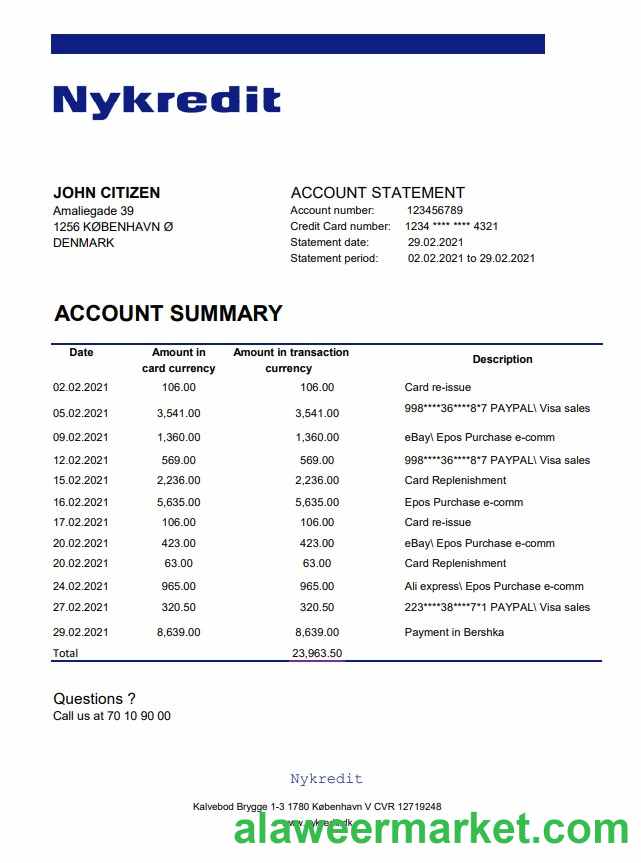 Nykredit
JOHN CITIZEN
Amaliegade 39
1256 KØBENHAVN Ø
DENMARK
ACCOUNT STATEMENT
Account number: 123456789
Credit Card number: 1234 **** **** 4321
Statement date: 29.02.2021
Statement period: 02.02.2021 to 29.02.2021
ACCOUNT SUMMARY
Date Amount in card currency Amount in transaction currency Description
02.02.2021 106.00 106.00 Card re-issue
05.02.2021 3,541.00 3,541.00 998****36****8*7 PAYPAL\ Visa sales
09.02.2021 1,360.00 1,360.00 eBay\ Epos Purchase e-comm
12.02.2021 569.00 569.00 998****36****8*7 PAYPAL\ Visa sales
15.02.2021 2,236.00 2,236.00 Card Replenishment
16.02.2021 5,635.00 5,635.00 Epos Purchase e-comm
17.02.2021 106.00 106.00 Card re-issue
20.02.2021 423.00 423.00 eBay\ Epos Purchase e-comm
20.02.2021 63.00 63.00 Card Replenishment
24.02.2021 965.00 965.00 Ali express\ Epos Purchase e-comm
27.02.2021 320.50 320.50 223****38****7*1 PAYPAL\ Visa sales
29.02.2021 8,639.00 8,639.00 Payment in Bershka
Total 23,963.50
Questions ?
Call us at 70 10 90 00
Nykredit
Kalvebod Brygge 1-3 1780 København V CVR 12719248
alaweermarket.com